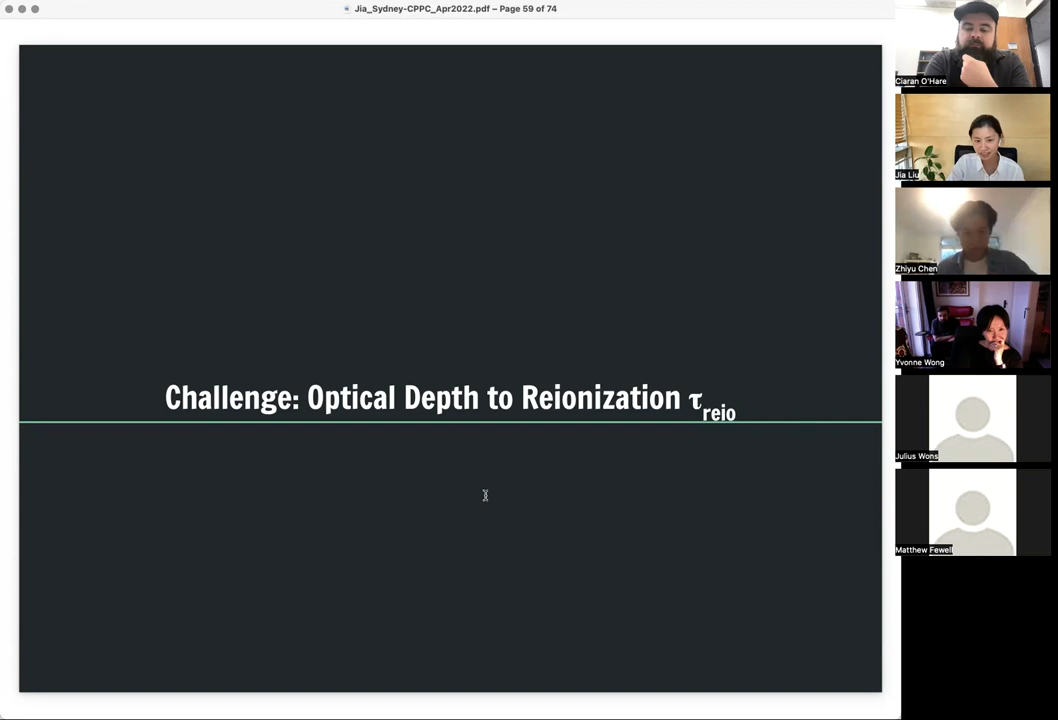 Jia_Sydney-CPPC_Apr2022.pdf – Page 59 of 74
Challenge: Optical Depth to Reionization τreio
Ciaran O'Hare
Jia Liu
Zhiyu Chen
Yvonne Wong
Julius Wons
Matthew Fewell